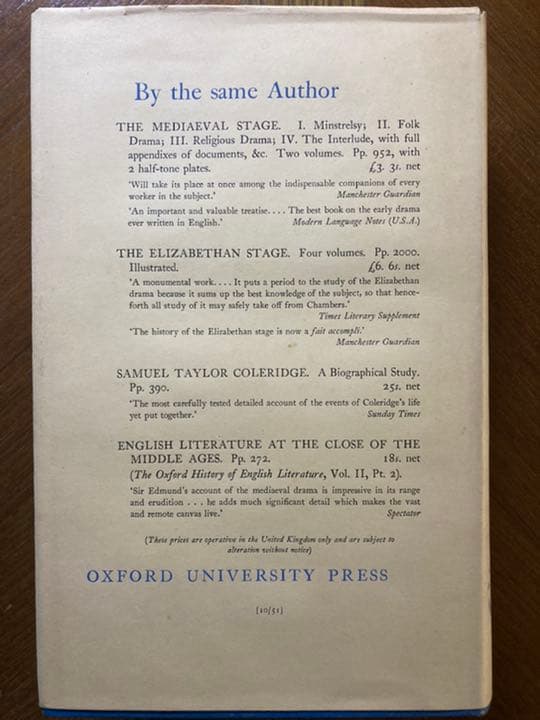 By the same Author
THE MEDIAEVAL STAGE. I. Minstrelsy; II. Folk
Drama; III. Religious Drama; IV. The Interlude, with full
appendixes of documents, &c. Two volumes. Pp. 952, with
2 half-tone plates. £3. 3s. net
'Will take its place at once among the indispensable companions of every
worker in the subject.' Manchester Guardian
'An important and valuable treatise.... The best book on the early drama
ever written in English.' Modern Language Notes (U.S.A.)
THE ELIZABETHAN STAGE. Four volumes. Pp. 2000.
Illustrated. £6. 6s. net
'A monumental work.... It puts a period to the study of the Elizabethan
drama because it sums up the best knowledge of the subject, so that hence-
forth all study of it may safely take off from Chambers.'
Times Literary Supplement
'The history of the Elizabethan stage is now a fait accompli.'
Manchester Guardian
SAMUEL TAYLOR COLERIDGE. A Biographical Study.
Pp. 390. 25s. net
'The most carefully tested detailed account of the events of Coleridge's life
yet put together.' Sunday Times
ENGLISH LITERATURE AT THE CLOSE OF THE
MIDDLE AGES. Pp. 272. 18s. net
(The Oxford History of English Literature, Vol. II, Pt. 2).
'Sir Edmund's account of the mediaeval drama is impressive in its range
and erudition . . . he adds much significant detail which makes the vast
and remote canvas live.' Spectator
(These prices are operative in the United Kingdom only and are subject to
alteration without notice)
OXFORD UNIVERSITY PRESS
[10/51]